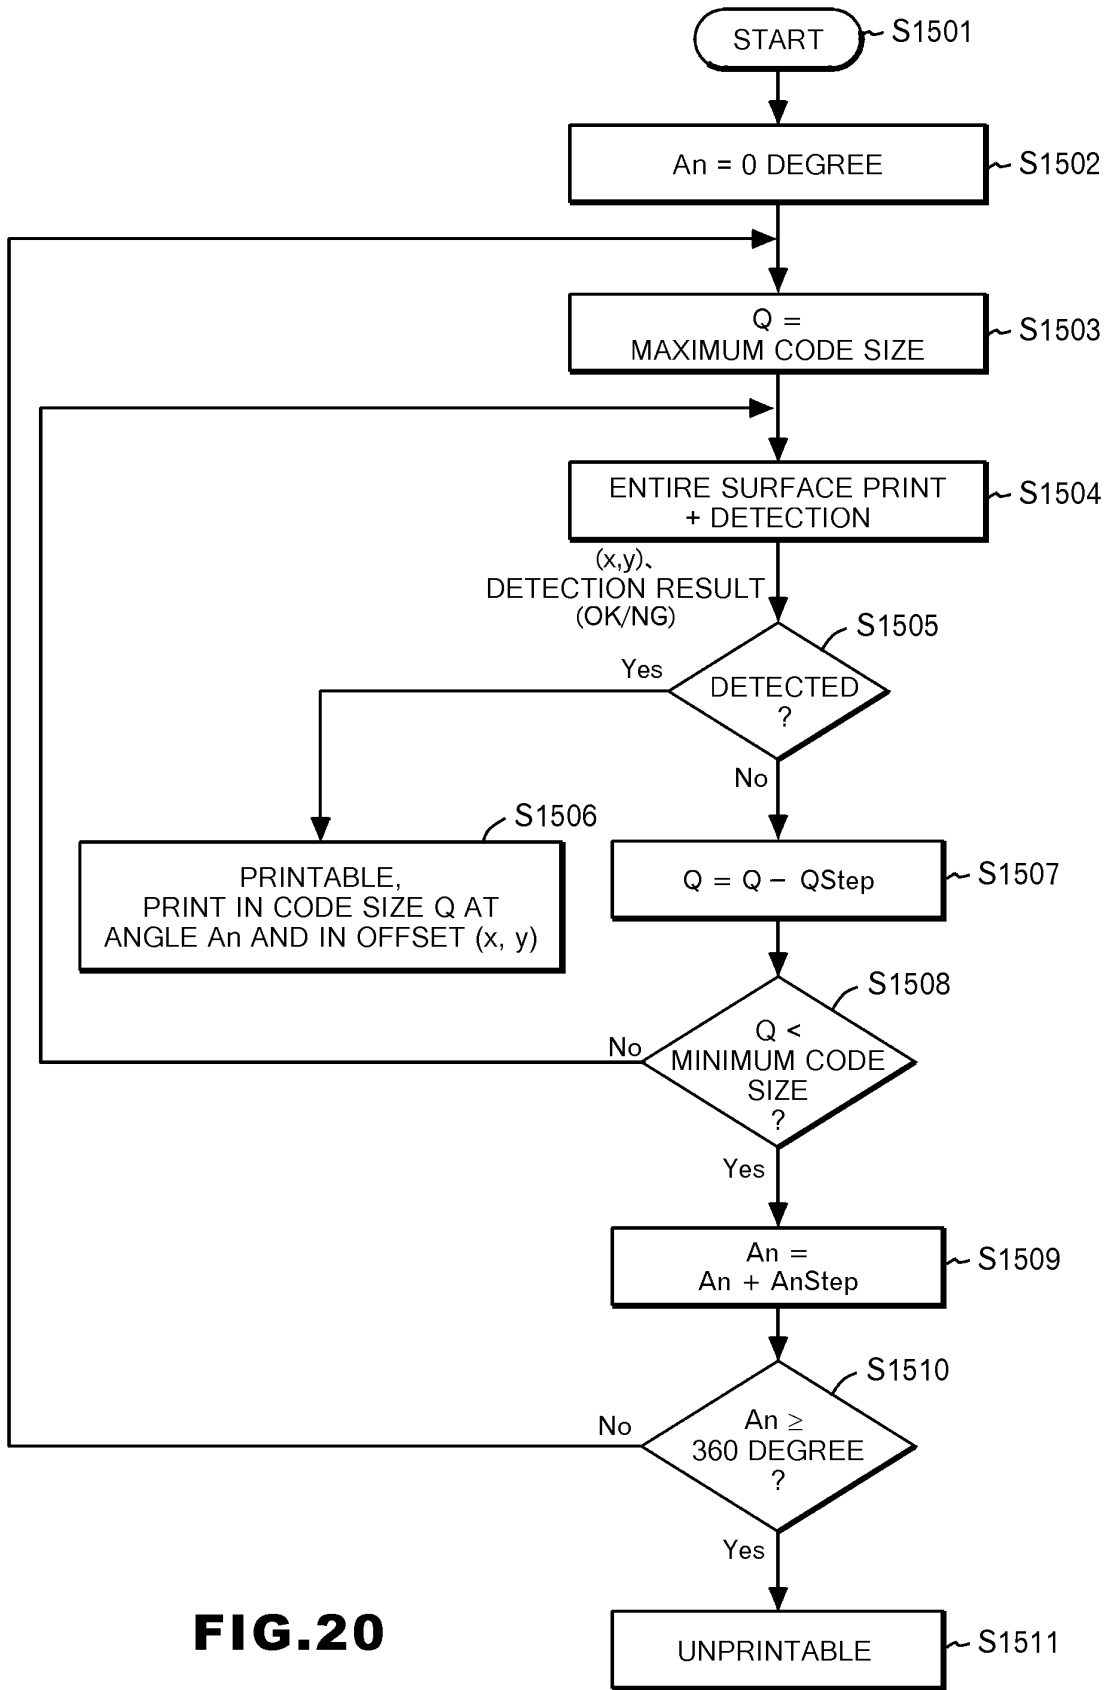 START
S1501
An = 0 DEGREE
S1502
Q =
MAXIMUM CODE SIZE
S1503
ENTIRE SURFACE PRINT
+ DETECTION
S1504
(x,y)、
DETECTION RESULT
(OK/NG)
S1505
Yes
DETECTED
?
No
S1506
PRINTABLE,
PRINT IN CODE SIZE Q AT
ANGLE An AND IN OFFSET (x, y)
Q = Q − QStep
S1507
S1508
No
Q <
MINIMUM CODE
SIZE
?
Yes
An =
An + AnStep
S1509
S1510
No
An ≥
360 DEGREE
?
Yes
UNPRINTABLE
S1511
FIG.20